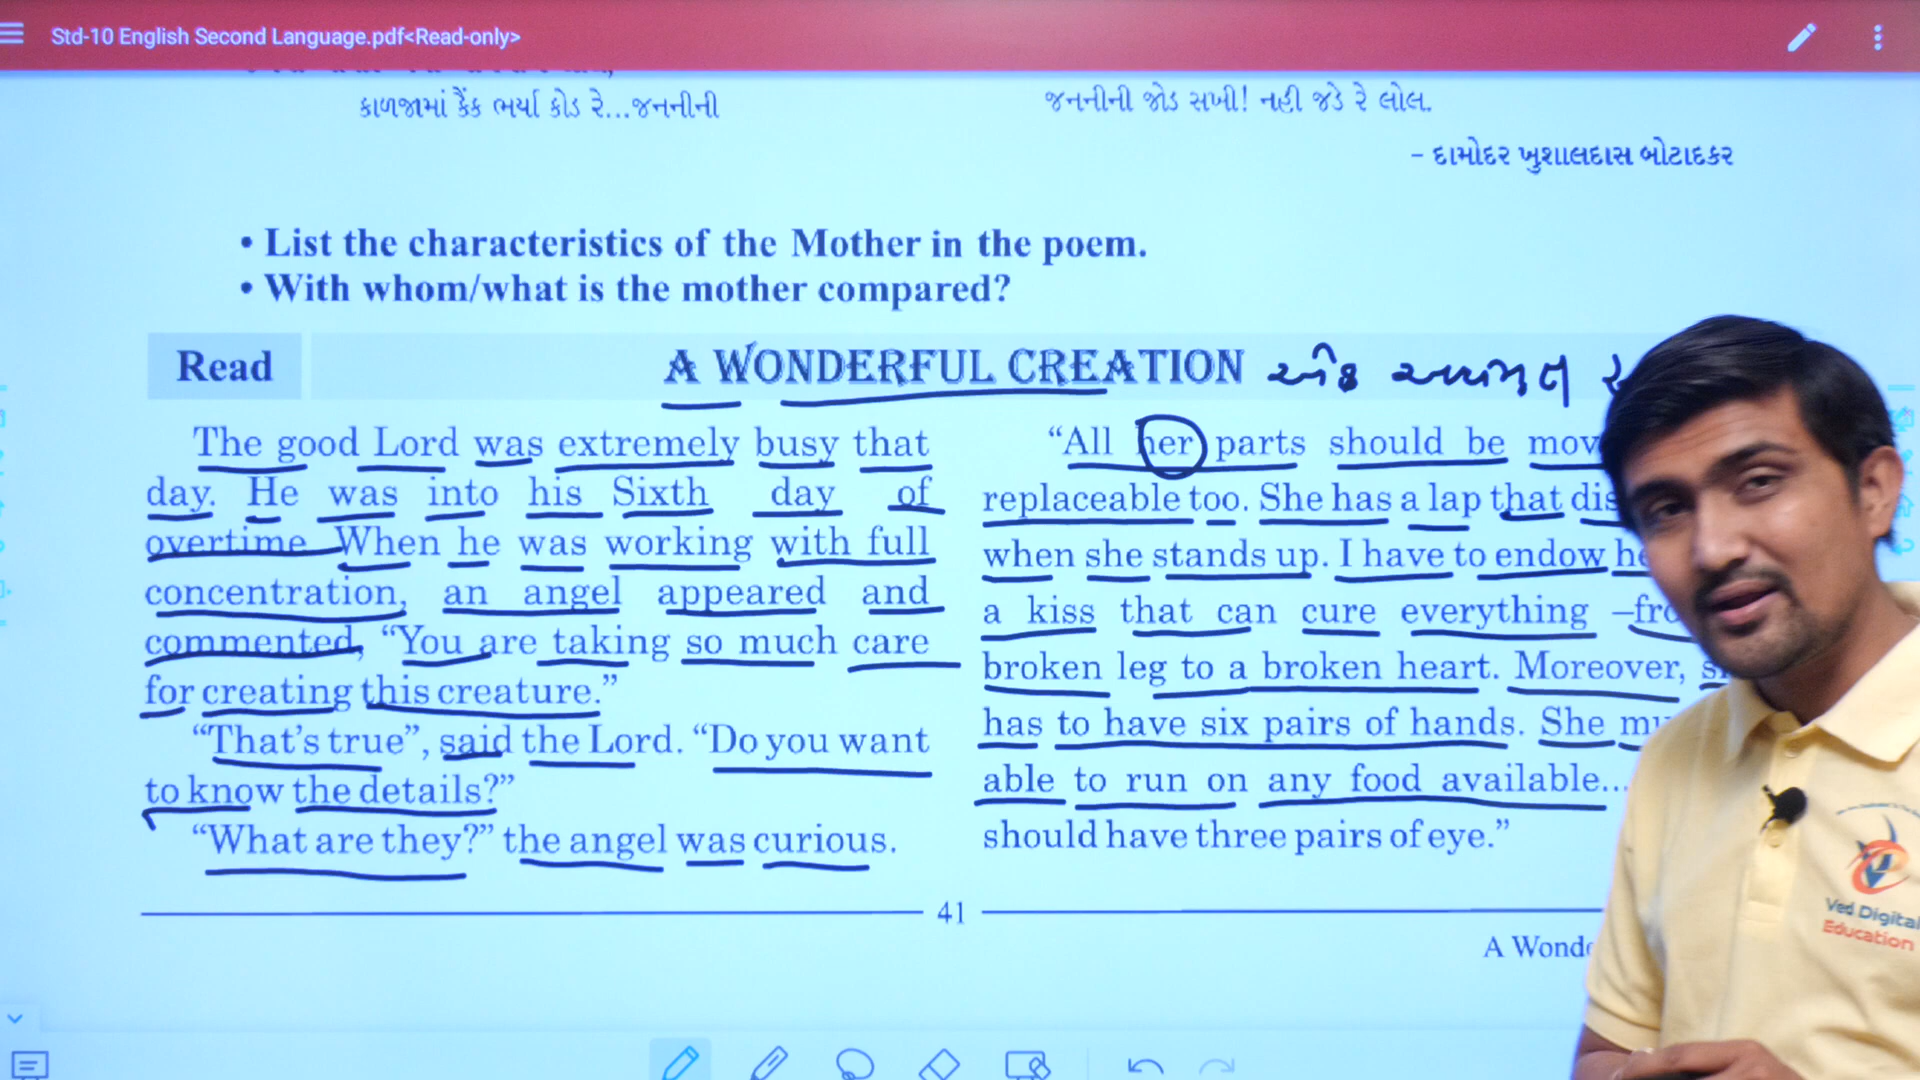 Std-10 English Second Language.pdf<Read-only>
કાળજામાં કૈંક ભર્યા કોડ રે...જનનીની
જનનીની જોડ સખી! નહી જડે રે લોલ.
– દામોદર ખુશાલદાસ બોટાદકર
• List the characteristics of the Mother in the poem.
• With whom/what is the mother compared?
Read
A WONDERFUL CREATION
The good Lord was extremely busy that
day. He was into his Sixth day of
overtime When he was working with full
concentration, an angel appeared and
commented, “You are taking so much care
for creating this creature.”
“That’s true”, said the Lord. “Do you want
to know the details?”
“What are they?” the angel was curious.
“All her parts should be mov
replaceable too. She has a lap that dis
when she stands up. I have to endow he
a kiss that can cure everything –fro
broken leg to a broken heart. Moreover, s
has to have six pairs of hands. She mu
able to run on any food available...
should have three pairs of eye.”
41
A Wonde
Ved Digital
Education